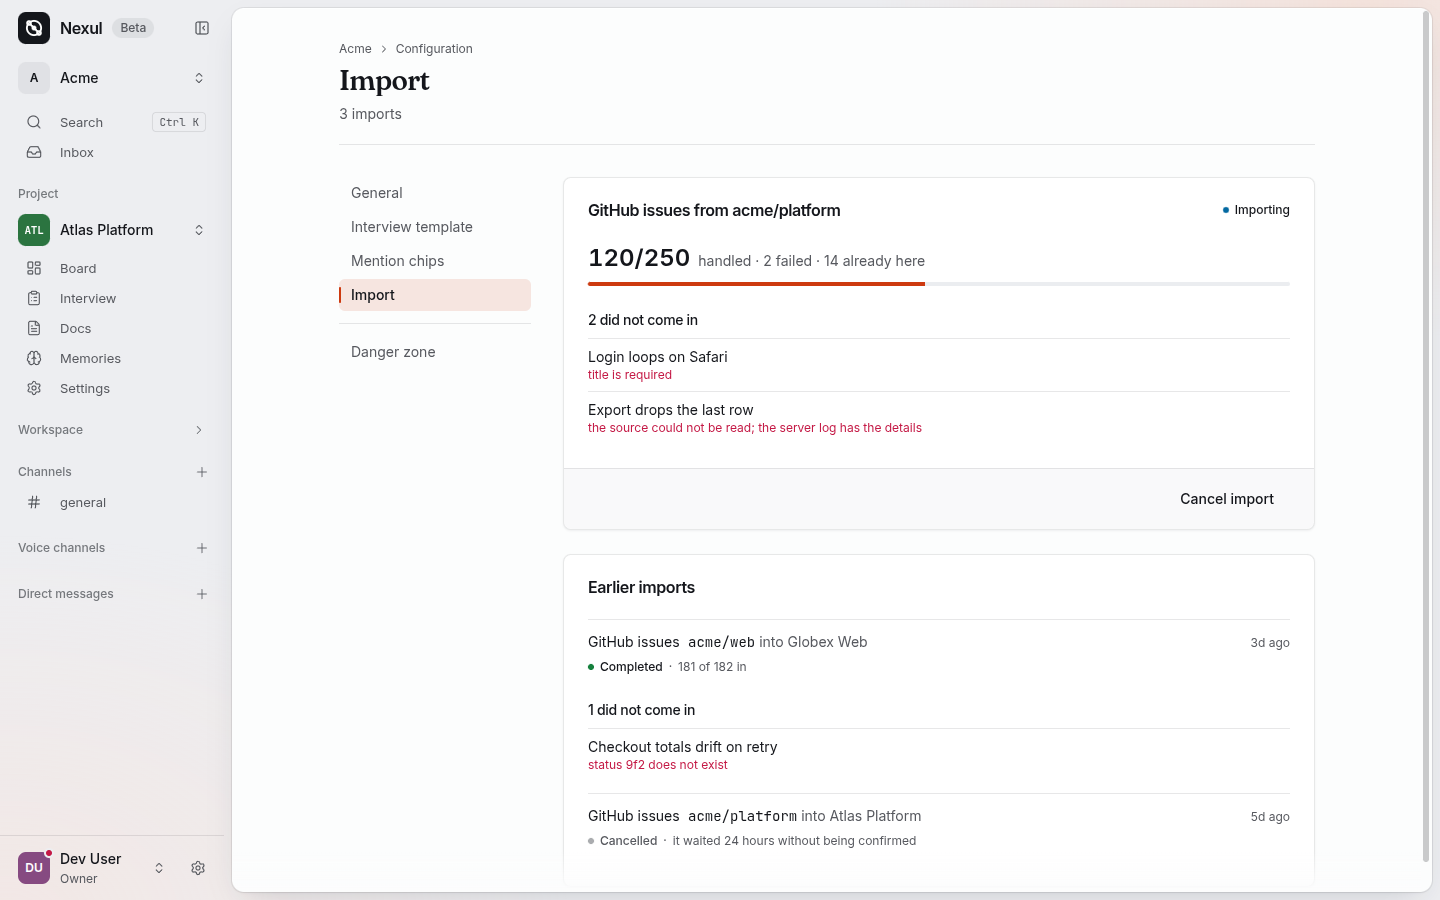 Nexul Beta
A Acme
Search Ctrl K
Inbox
Project
ATL Atlas Platform
Board
Interview
Docs
Memories
Settings
Workspace
Channels
# general
Voice channels
Direct messages
DU Dev User
Owner
Acme > Configuration
Import
3 imports
General
Interview template
Mention chips
Import
Danger zone
GitHub issues from acme/platform
Importing
120/250 handled · 2 failed · 14 already here
2 did not come in
Login loops on Safari
title is required
Export drops the last row
the source could not be read; the server log has the details
Cancel import
Earlier imports
GitHub issues acme/web into Globex Web 3d ago
Completed · 181 of 182 in
1 did not come in
Checkout totals drift on retry
status 9f2 does not exist
GitHub issues acme/platform into Atlas Platform 5d ago
Cancelled · it waited 24 hours without being confirmed